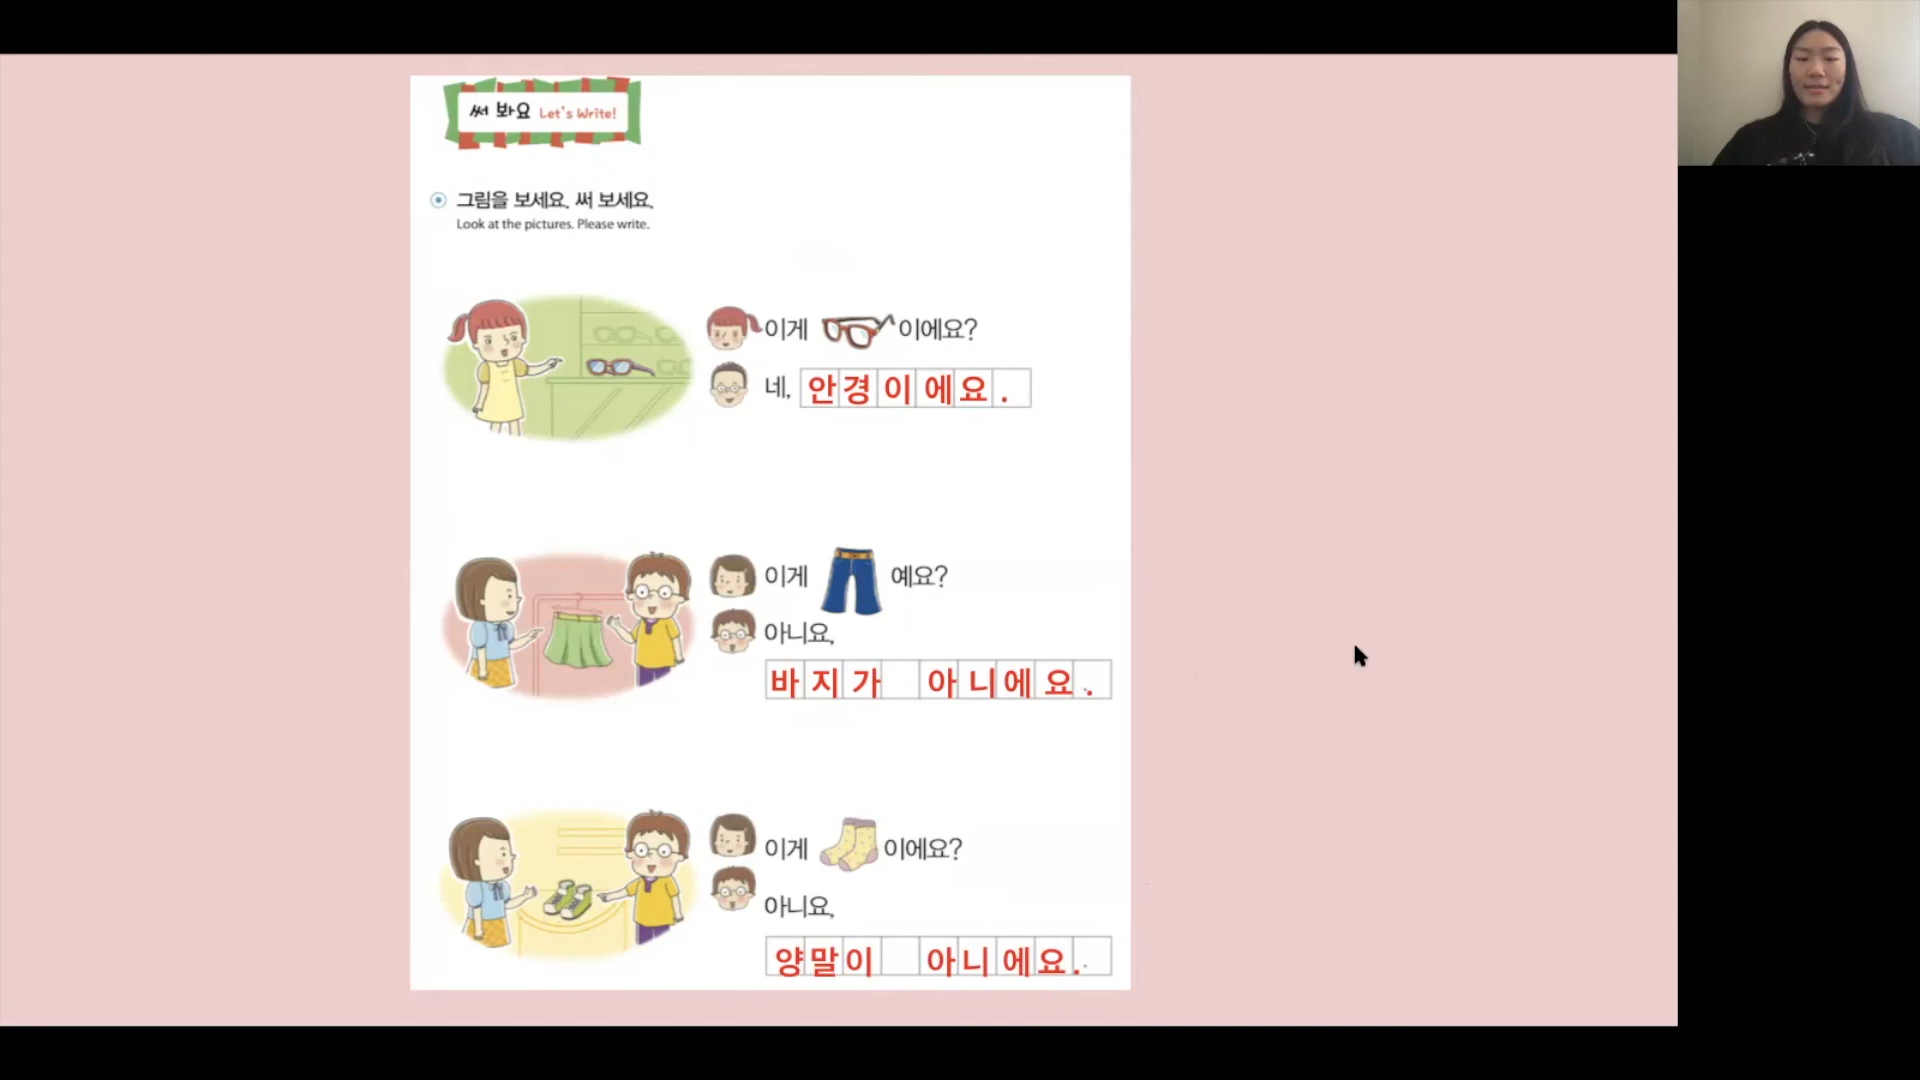 써 봐요 Let's Write!
그림을 보세요. 써 보세요.
Look at the pictures. Please write.
이게 이에요?
네, 안경이에요.
이게 예요?
아니요,
바지가 아니에요.
이게 이에요?
아니요,
양말이 아니에요.